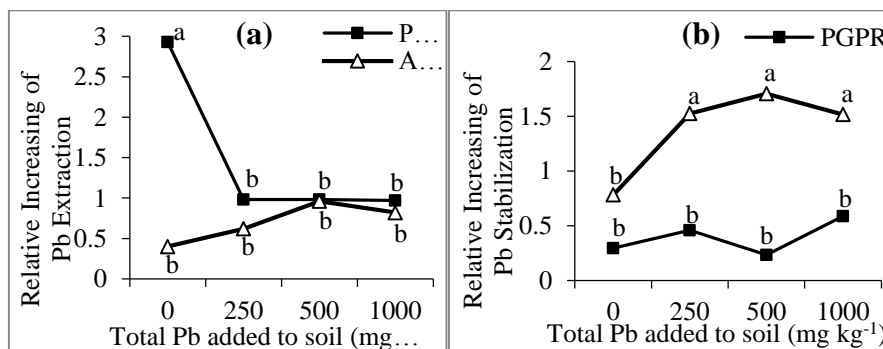 (a)
P…
A…
Relative Increasing of
Pb Extraction
3
2.5
2
1.5
1
0.5
0
a
b
b
b
b
b
b
b
0 250 500 1000
Total Pb added to soil (mg…
(b)
PGPR
Relative Increasing of
Pb Stabilization
2
1.5
1
0.5
0
b
a
a
a
b
b
b
b
0 250 500 1000
Total Pb added to soil (mg kg⁻¹)